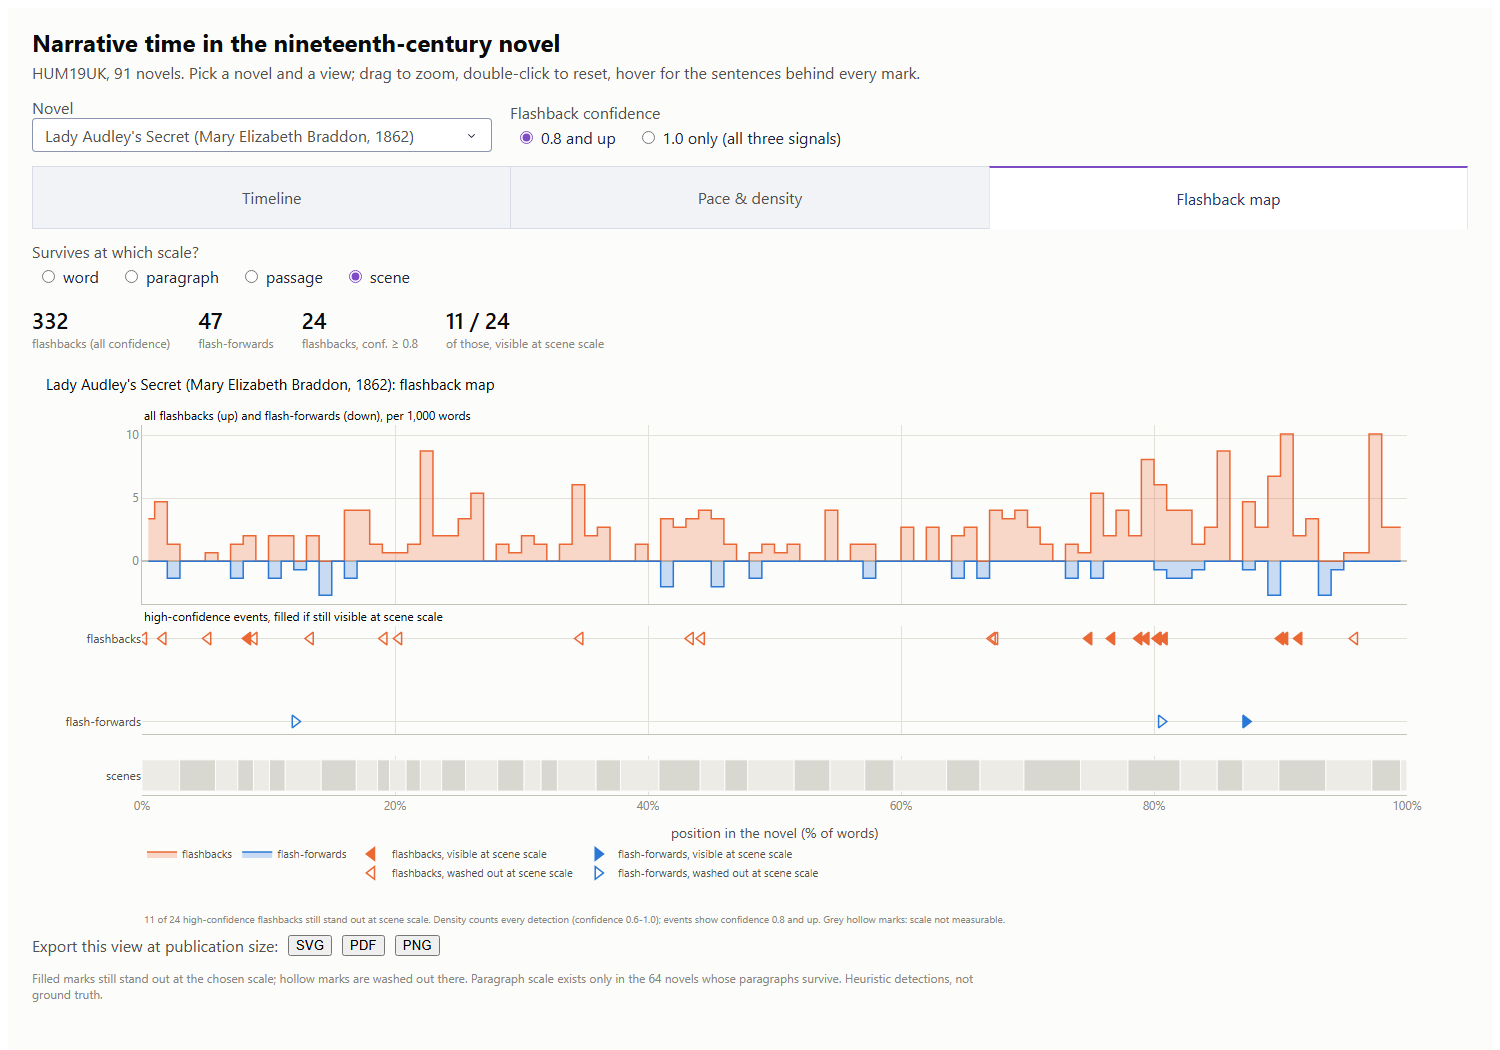 Narrative time in the nineteenth-century novel
HUM19UK, 91 novels. Pick a novel and a view; drag to zoom, double-click to reset, hover for the sentences behind every mark.
Novel
Lady Audley's Secret (Mary Elizabeth Braddon, 1862)
Flashback confidence
0.8 and up
1.0 only (all three signals)
Timeline
Pace & density
Flashback map
Survives at which scale?
word
paragraph
passage
scene
332
flashbacks (all confidence)
47
flash-forwards
24
flashbacks, conf. ≥ 0.8
11 / 24
of those, visible at scene scale
Lady Audley's Secret (Mary Elizabeth Braddon, 1862): flashback map
all flashbacks (up) and flash-forwards (down), per 1,000 words
10
5
0
high-confidence events, filled if still visible at scene scale
flashbacks
flash-forwards
scenes
0%
20%
40%
60%
80%
100%
position in the novel (% of words)
flashbacks
flash-forwards
flashbacks, visible at scene scale
flash-forwards, visible at scene scale
flashbacks, washed out at scene scale
flash-forwards, washed out at scene scale
11 of 24 high-confidence flashbacks still stand out at scene scale. Density counts every detection (confidence 0.6-1.0); events show confidence 0.8 and up. Grey hollow marks: scale not measurable.
Export this view at publication size:
SVG
PDF
PNG
Filled marks still stand out at the chosen scale; hollow marks are washed out there. Paragraph scale exists only in the 64 novels whose paragraphs survive. Heuristic detections, not
ground truth.